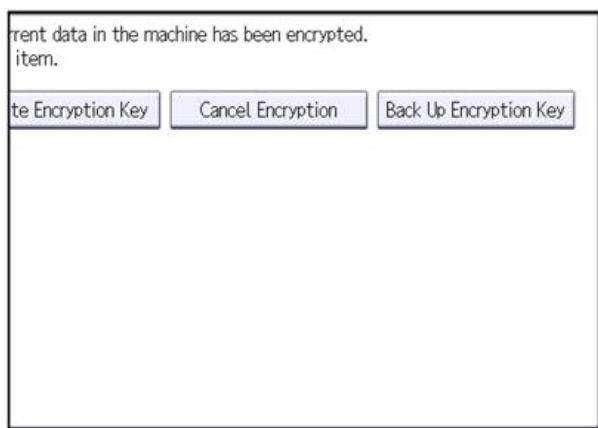 rrent data in the machine has been encrypted.
item.
te Encryption Key
Cancel Encryption
Back Up Encryption Key